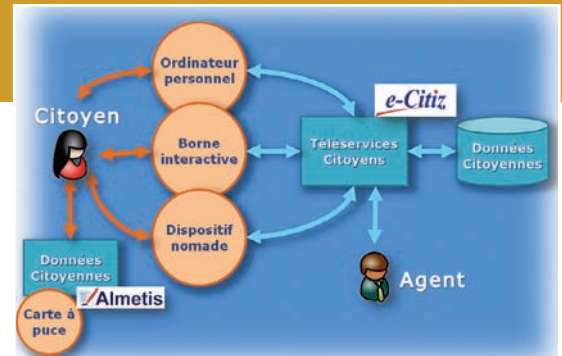 Ordinateur
personnel
e-Citiz
Citoyen
Borne
interactive
Téléservices
Citoyens
Données
Citoyennes
Dispositif
nomade
Données
Citoyennes
Almetis
Agent
Carte à
puce